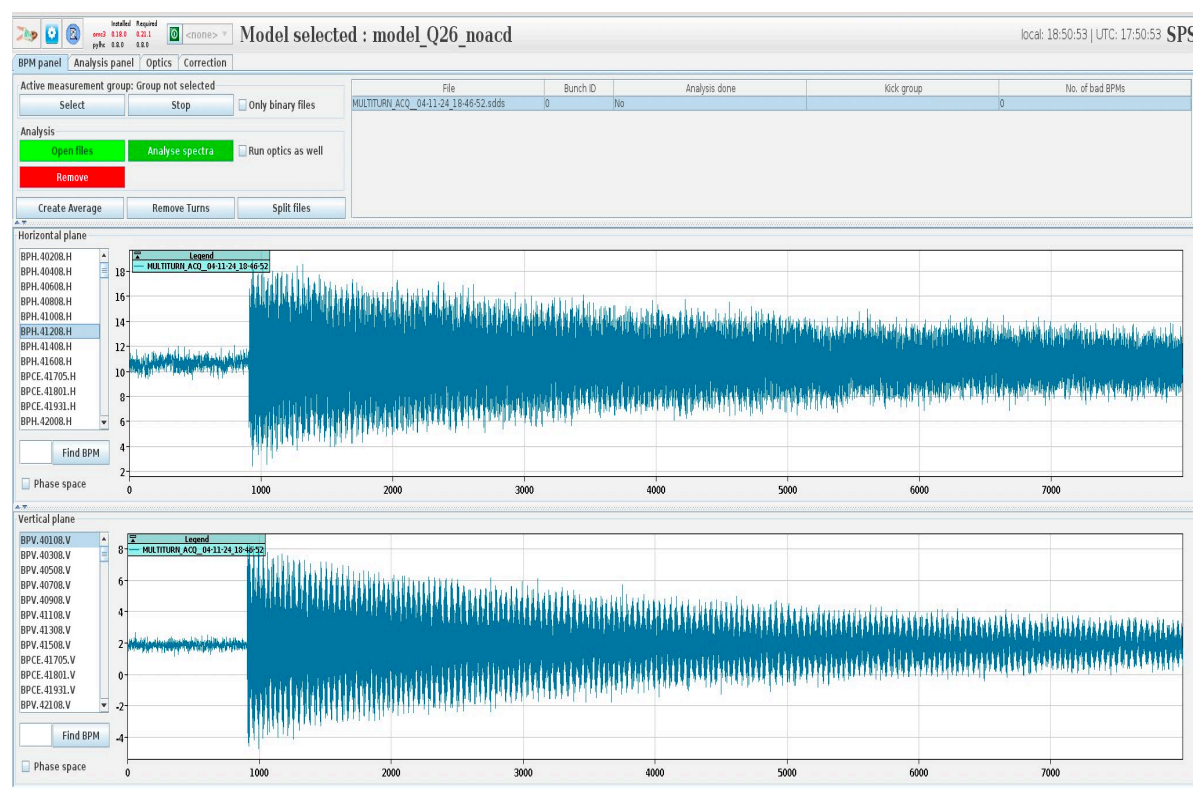 Installed Required
omc3 0.18.0 0.21.1
pylhc 0.8.0 0.8.0
<none>
Model selected : model_Q26_noacd
local: 18:50:53 | UTC: 17:50:53 SPS
BPM panel Analysis panel Optics Correction
Active measurement group: Group not selected
Select Stop Only binary files
Analysis
Open files Analyse spectra Run optics as well
Remove
Create Average Remove Turns Split files
File Bunch ID Analysis done Kick group No. of bad BPMs
MULTITURN_ACQ__04-11-24_18-46-52.sdds 0 No 0
Horizontal plane
BPH.40208.H
BPH.40408.H
BPH.40608.H
BPH.40808.H
BPH.41008.H
BPH.41208.H
BPH.41408.H
BPH.41608.H
BPCE.41705.H
BPCE.41801.H
BPCE.41931.H
BPH.42008.H
Find BPM
Phase space
Legend
MULTITURN_ACQ__04-11-24_18-46-52
18
16
14
12
10
8
6
4
2
0 1000 2000 3000 4000 5000 6000 7000
Vertical plane
BPV.40108.V
BPV.40308.V
BPV.40508.V
BPV.40708.V
BPV.40908.V
BPV.41108.V
BPV.41308.V
BPV.41508.V
BPCE.41705.V
BPCE.41801.V
BPCE.41931.V
BPV.42108.V
Find BPM
Phase space
Legend
MULTITURN_ACQ__04-11-24_18-46-52
8
6
4
2
0
-2
-4
0 1000 2000 3000 4000 5000 6000 7000